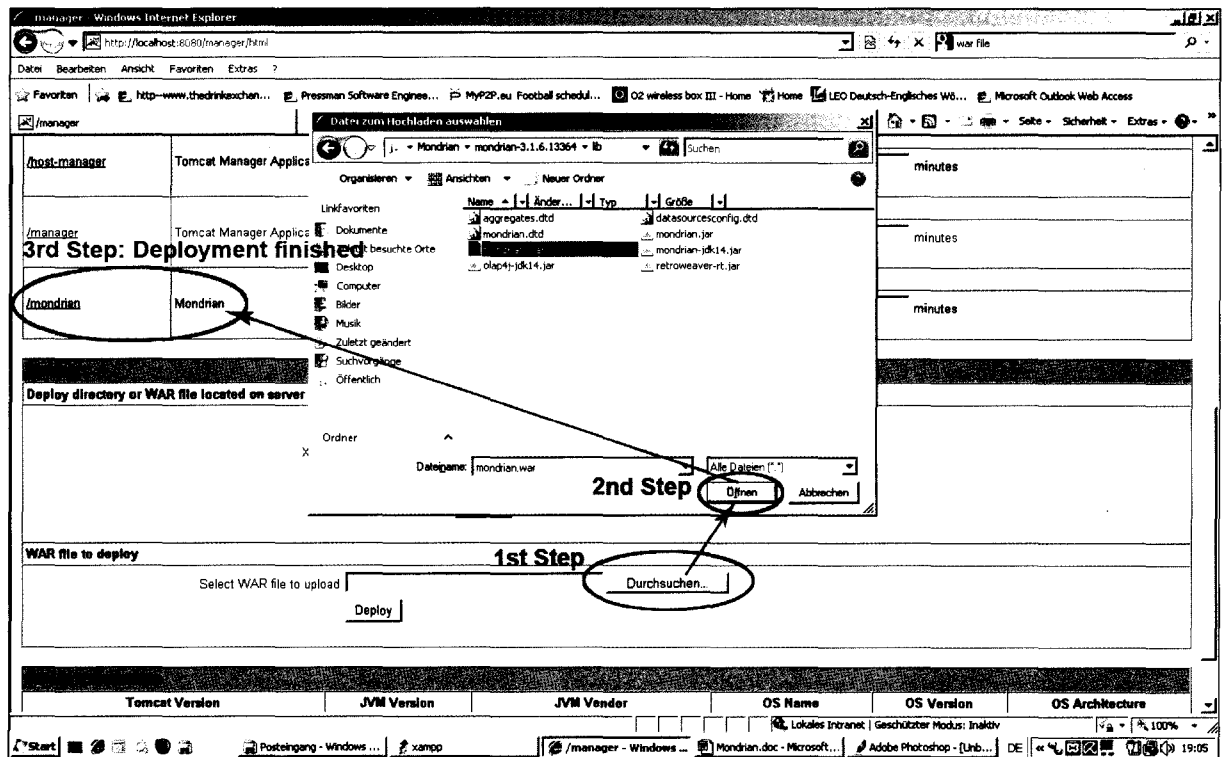 /manager - Windows Internet Explorer
http://localhost:8080/manager/html
war file
Datei Bearbeiten Ansicht Favoriten Extras ?
Favoriten http--www.thedrinkexchan... Pressman Software Enginee... MyP2P.eu Football schedul... O2 wireless box III - Home Home LEO Deutsch-Englisches Wö... Microsoft Outlook Web Access
/manager
Seite Sicherheit Extras
Datei zum Hochladen auswählen
Mondrian mondrian-3.1.6.13364 lib
Suchen
Organisieren Ansichten Neuer Ordner
Name Änder... Typ Größe
Linkfavoriten
Dokumente
besuchte Orte
Desktop
Computer
Bilder
Musik
Zuletzt geändert
Suchvorgänge
Öffentlich
Ordner
aggregates.dtd
datasourcesconfig.dtd
mondrian.dtd
mondrian.jar
mondrian-jdk14.jar
olap4j-jdk14.jar
retroweaver-rt.jar
Dateiname: mondrian.war
Alle Dateien (*.*)
2nd Step
Öffnen
Abbrechen
/host-manager Tomcat Manager Applica
minutes
/manager Tomcat Manager Applica
minutes
3rd Step: Deployment finished
/mondrian Mondrian
minutes
Deploy directory or WAR file located on server
X
WAR file to deploy
1st Step
Select WAR file to upload
Durchsuchen...
Deploy
Tomcat Version JVM Version JVM Vendor OS Name OS Version OS Architecture
Lokales Intranet | Geschützter Modus: Inaktiv
100%
Start
Posteingang - Windows ...
xampp
/manager - Windows ...
Mondrian.doc - Microsoft...
Adobe Photoshop - [Unb...
DE
19:05